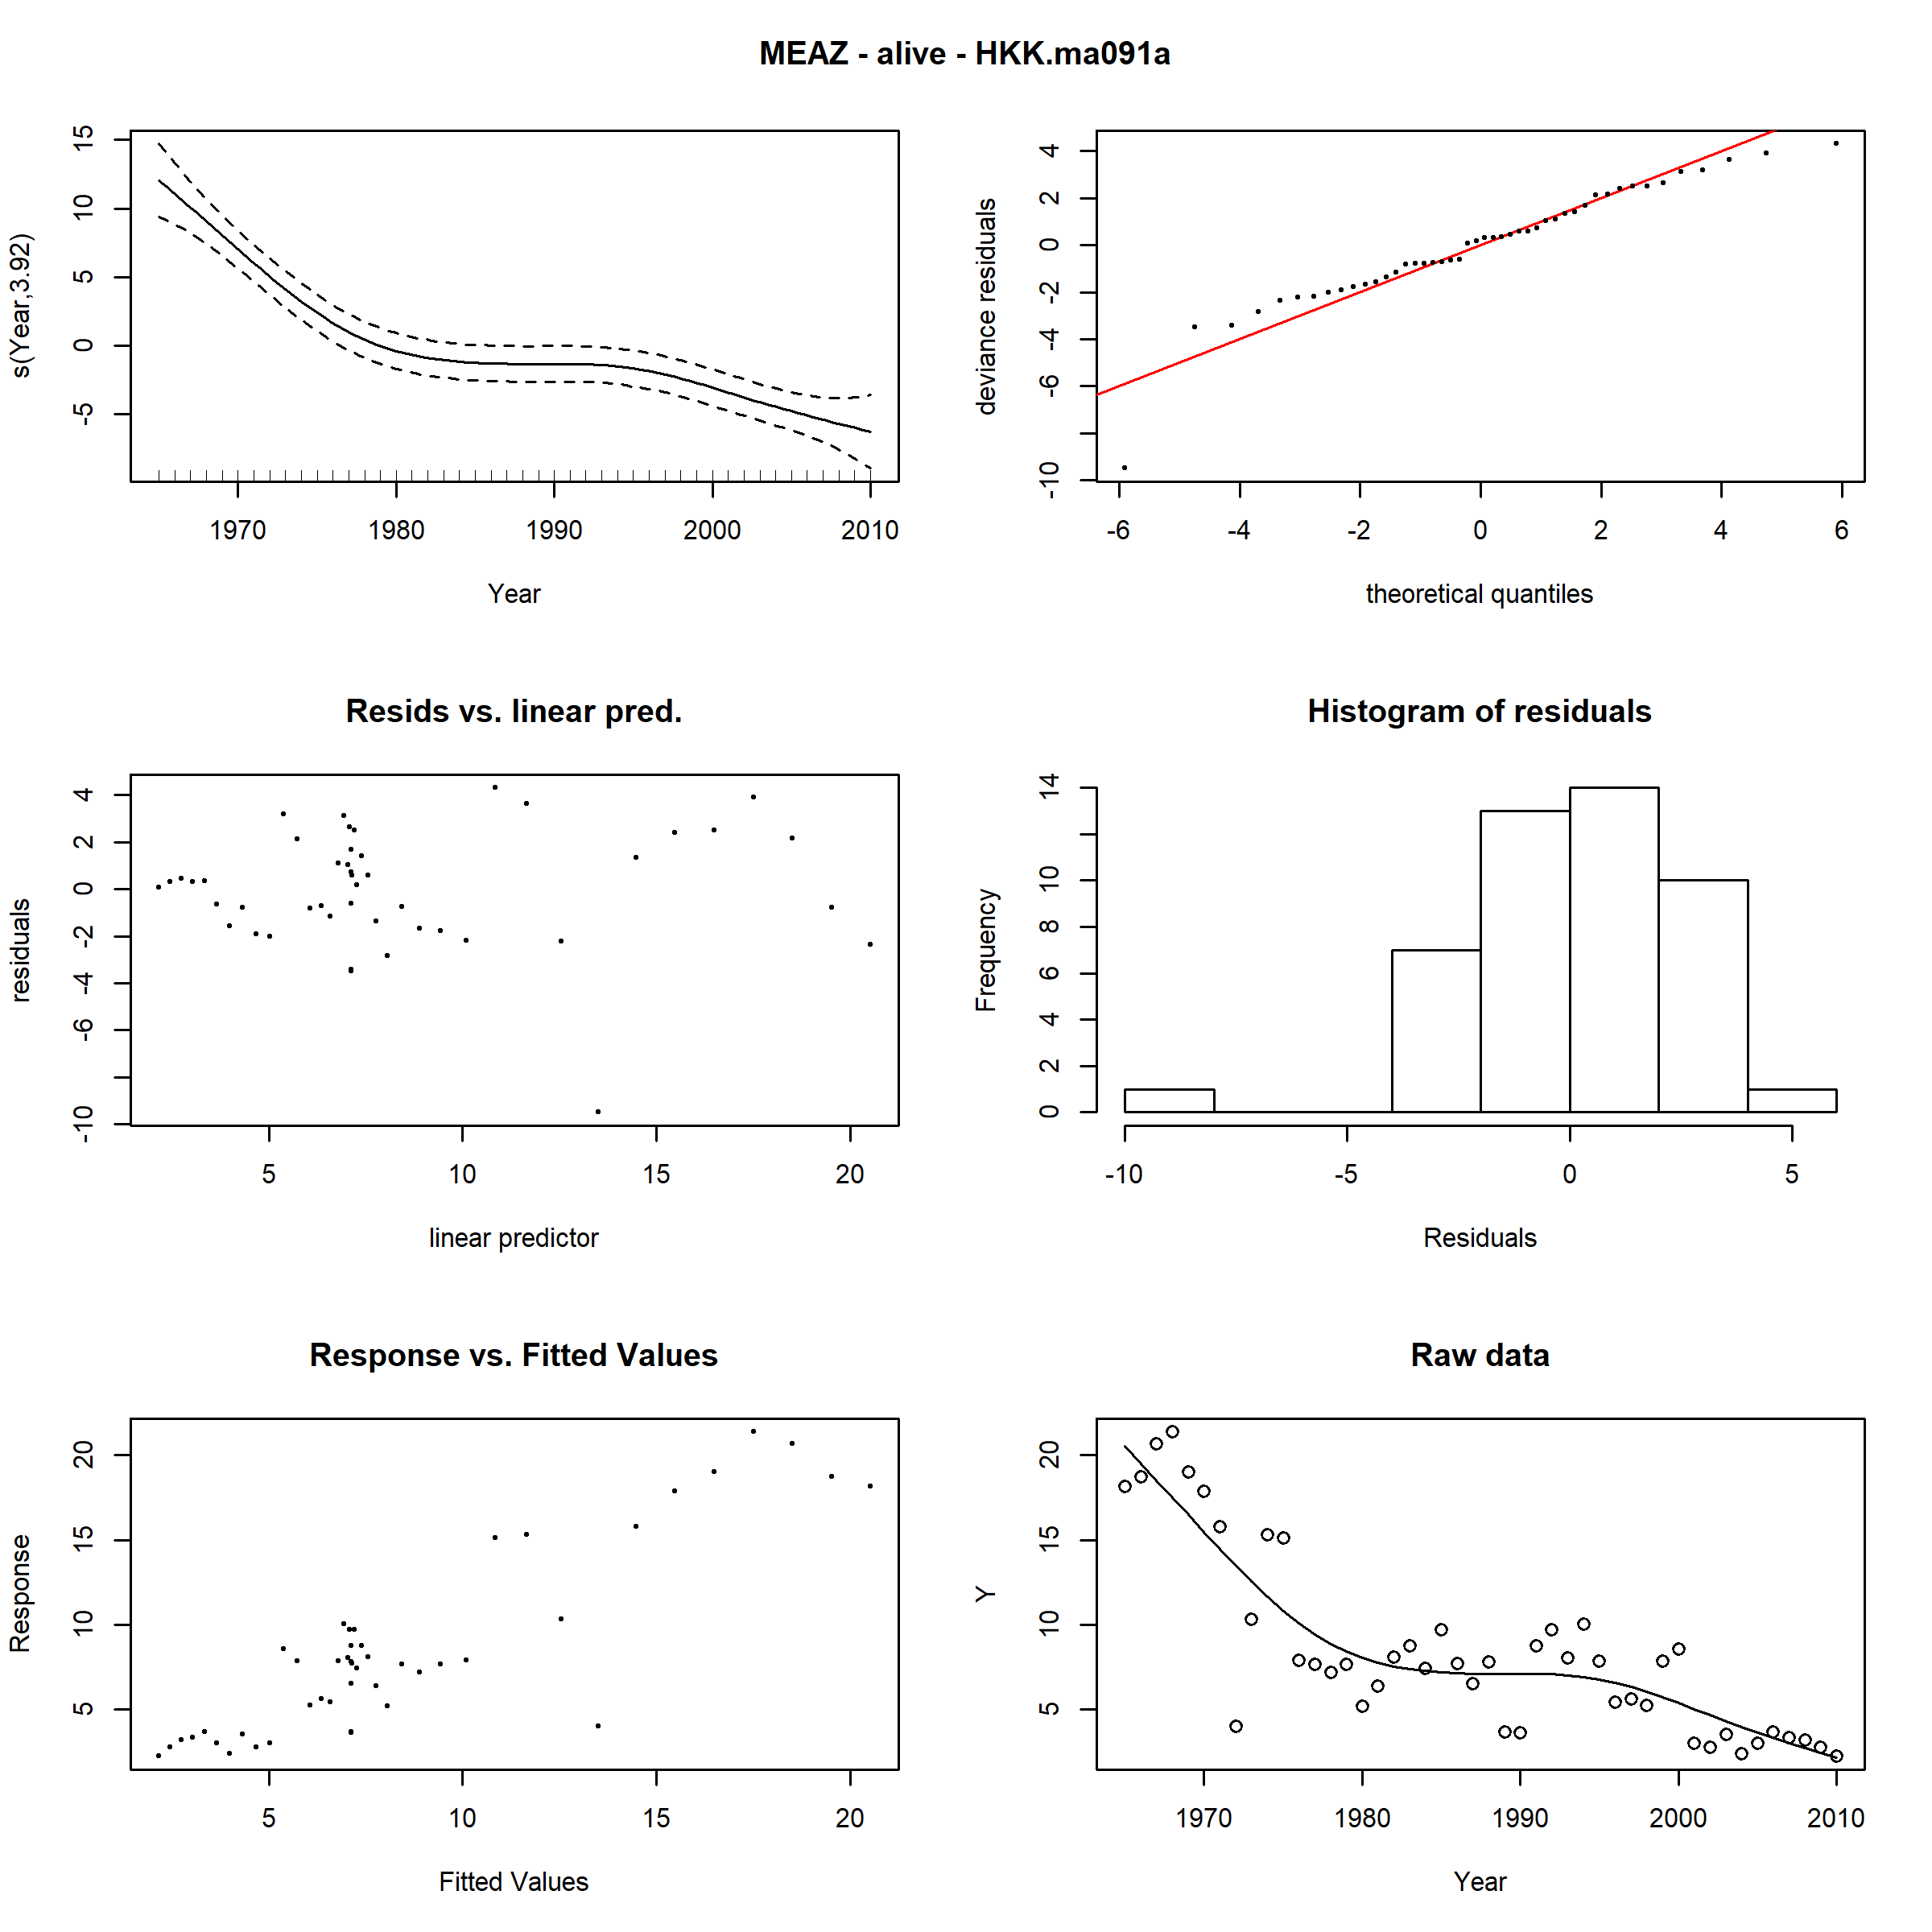 MEAZ - alive - HKK.ma091a
s(Year,3.92)
15
10
5
0
-5
1970 1980 1990 2000 2010
Year
deviance residuals
4
2
0
-2
-4
-6
-10
-6 -4 -2 0 2 4 6
theoretical quantiles
Resids vs. linear pred.
residuals
4
2
0
-2
-4
-6
-10
5 10 15 20
linear predictor
Histogram of residuals
Frequency
14
10
8
6
4
2
0
-10 -5 0 5
Residuals
Response vs. Fitted Values
Response
20
15
10
5
5 10 15 20
Fitted Values
Raw data
Y
20
15
10
5
1970 1980 1990 2000 2010
Year